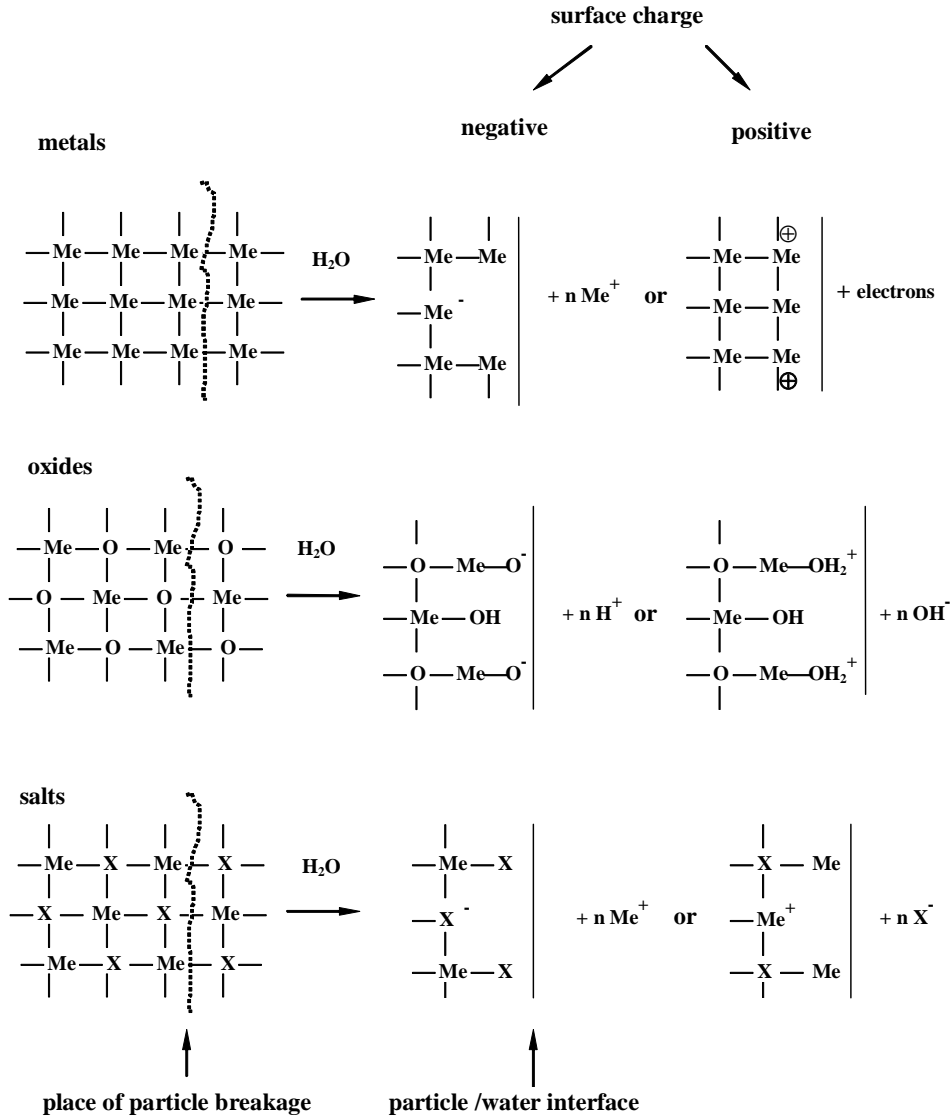 surface charge
negative
positive
metals
Me Me Me Me
Me Me Me Me
Me Me Me Me
H₂O
Me Me
Me⁻
Me Me
+ n Me⁺ or
⊕
Me Me
Me Me
Me Me
⊕
+ electrons
oxides
Me O Me O
O Me O Me
Me O Me O
H₂O
O Me O⁻
Me OH
O Me O⁻
+ n H⁺ or
O Me OH₂⁺
Me OH
O Me OH₂⁺
+ n OH⁻
salts
Me X Me X
X Me X Me
Me X Me X
H₂O
Me X
X⁻
Me X
+ n Me⁺ or
X Me
Me⁺
X Me
+ n X⁻
place of particle breakage
particle /water interface